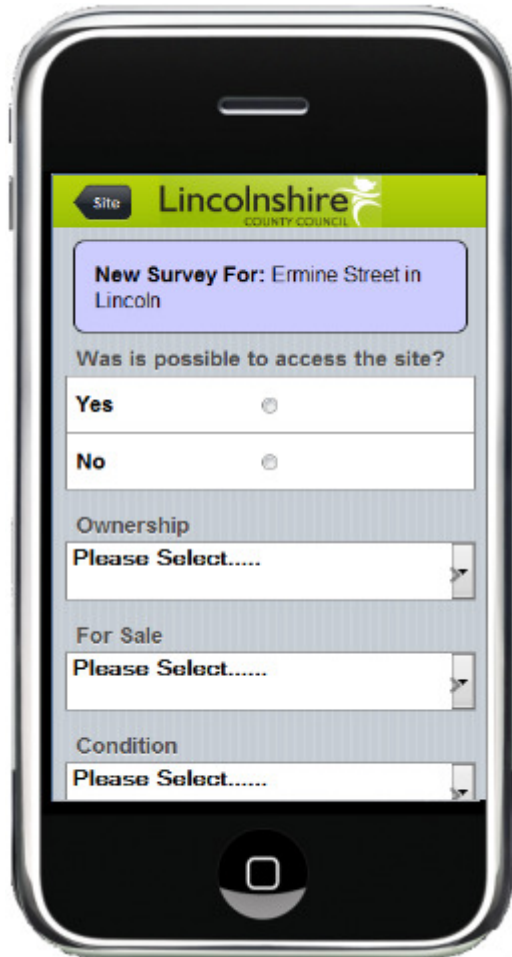 Site
Lincolnshire
COUNTY COUNCIL
New Survey For: Ermine Street in
Lincoln
Was is possible to access the site?
Yes
No
Ownership
Please Select.....
For Sale
Please Select......
Condition
Please Select......